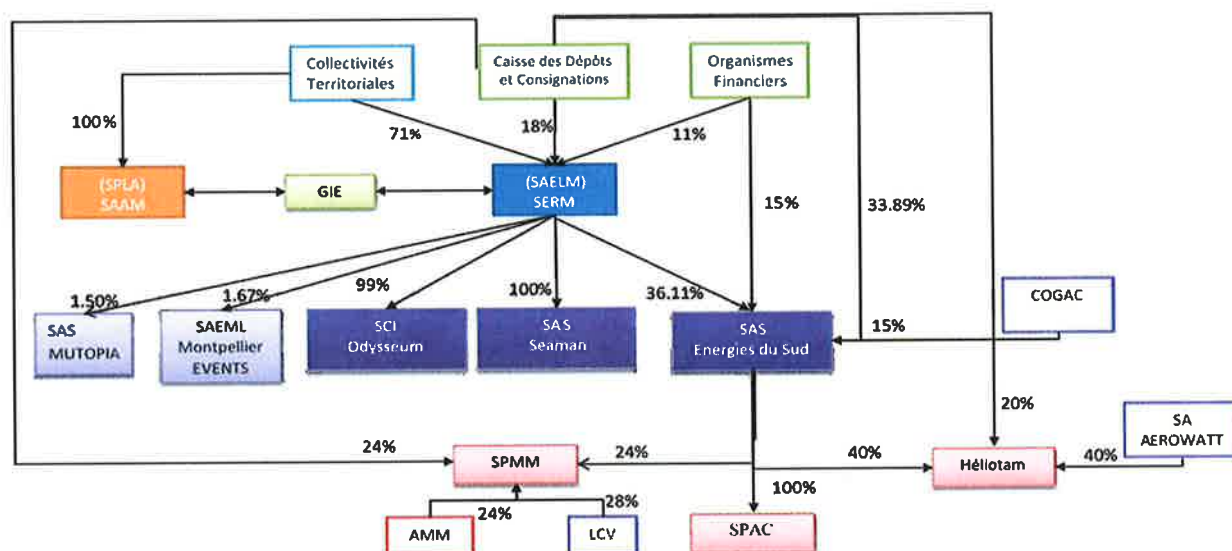 Collectivités
Territoriales
Caisse des Dépôts
et Consignations
Organismes
Financiers
100%
71%
18%
11%
(SPLA)
SAAM
GIE
(SAELM)
SERM
15%
33.89%
1.50%
1.67%
99%
100%
36.11%
COGAC
SAS
MUTOPIA
SAEML
Montpellier
EVENTS
SCI
Odysseum
SAS
Seaman
SAS
Energies du Sud
15%
20%
SA
AEROWATT
24%
SPMM
24%
40%
Héliotam
40%
100%
24%
28%
AMM
LCV
SPAC